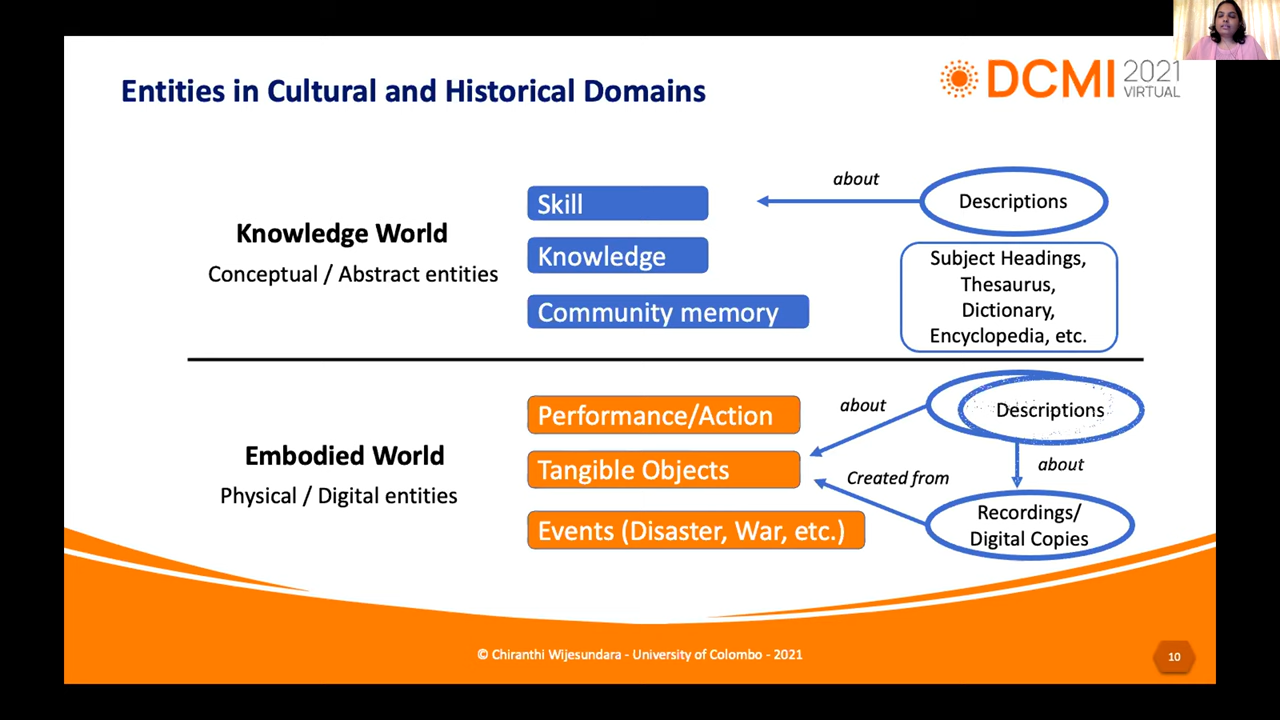 Entities in Cultural and Historical Domains
DCMI 2021
VIRTUAL
Knowledge World
Conceptual / Abstract entities
Skill
Knowledge
Community memory
about
Descriptions
Subject Headings,
Thesaurus,
Dictionary,
Encyclopedia, etc.
Embodied World
Physical / Digital entities
Performance/Action
Tangible Objects
Events (Disaster, War, etc.)
about
Descriptions
about
Created from
Recordings/
Digital Copies
© Chiranthi Wijesundara - University of Colombo - 2021
10